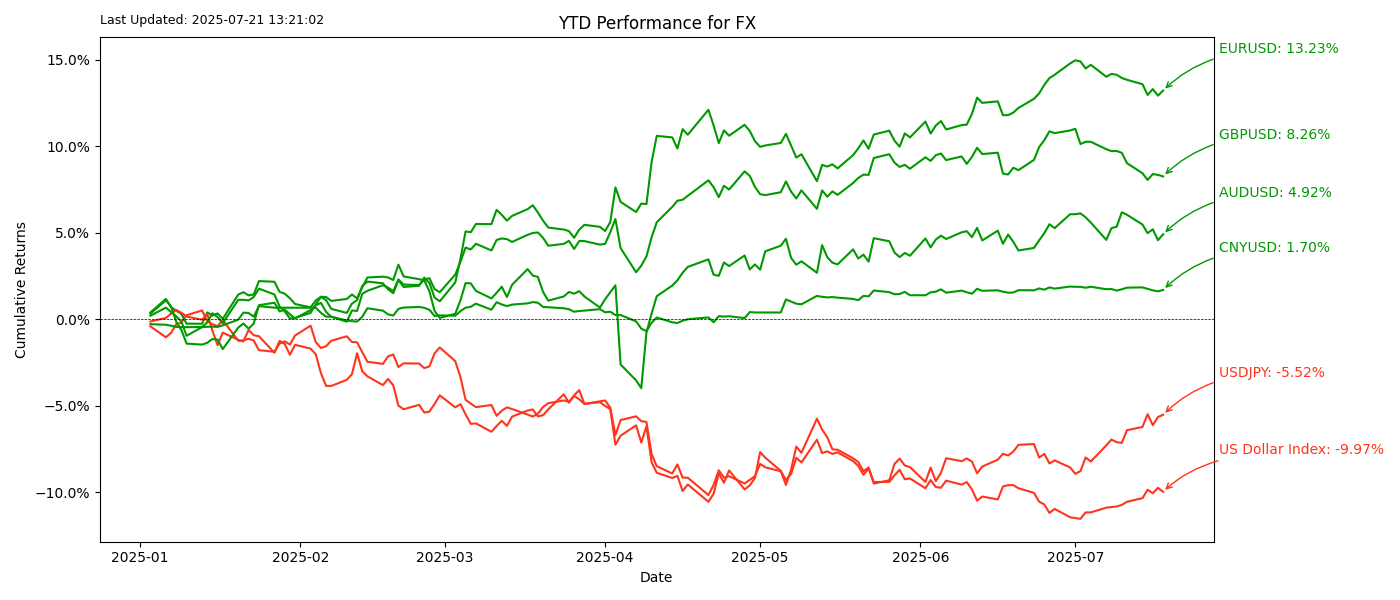 Last Updated: 2025-07-21 13:21:02
YTD Performance for FX
15.0%
10.0%
5.0%
0.0%
−5.0%
−10.0%
Cumulative Returns
EURUSD: 13.23%
GBPUSD: 8.26%
AUDUSD: 4.92%
CNYUSD: 1.70%
USDJPY: -5.52%
US Dollar Index: -9.97%
2025-01
2025-02
2025-03
2025-04
2025-05
2025-06
2025-07
Date